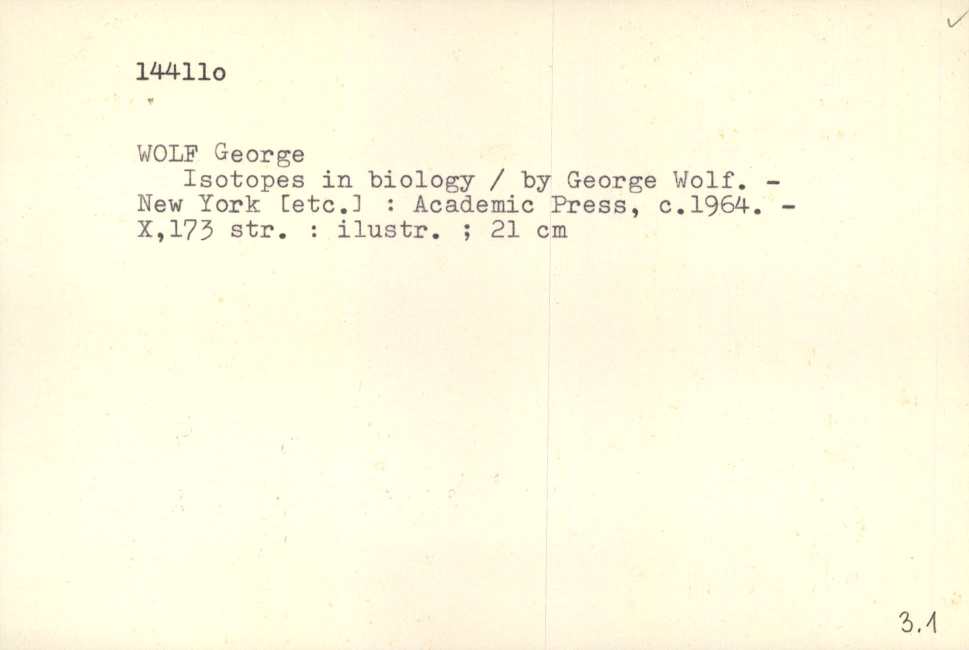 14411o
WOLF George
Isotopes in biology / by George Wolf. -
New York [etc.] : Academic Press, c.1964. -
X,173 str. : ilustr. ; 21 cm
3.1